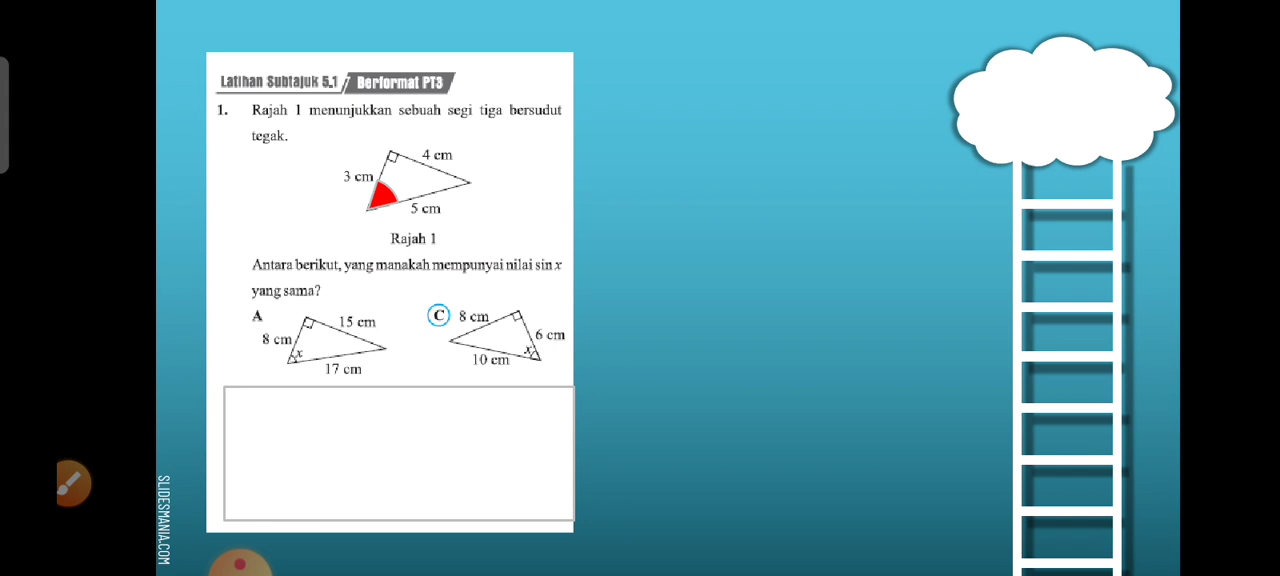 Latihan Subtajuk 5.1 Berformat PT3
1. Rajah 1 menunjukkan sebuah segi tiga bersudut
tegak.
4 cm
3 cm
5 cm
Rajah 1
Antara berikut, yang manakah mempunyai nilai sin x
yang sama?
A
15 cm
8 cm
x
17 cm
C
8 cm
6 cm
x
10 cm
SLIDESMANIA.COM